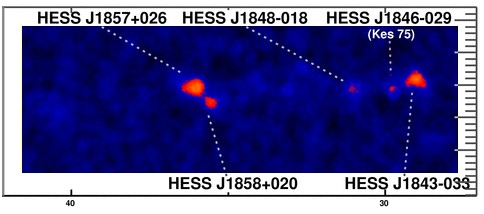 HESS J1857+026 HESS J1848-018 HESS J1846-029
(Kes 75)
HESS J1858+020 HESS J1843-033
40 30